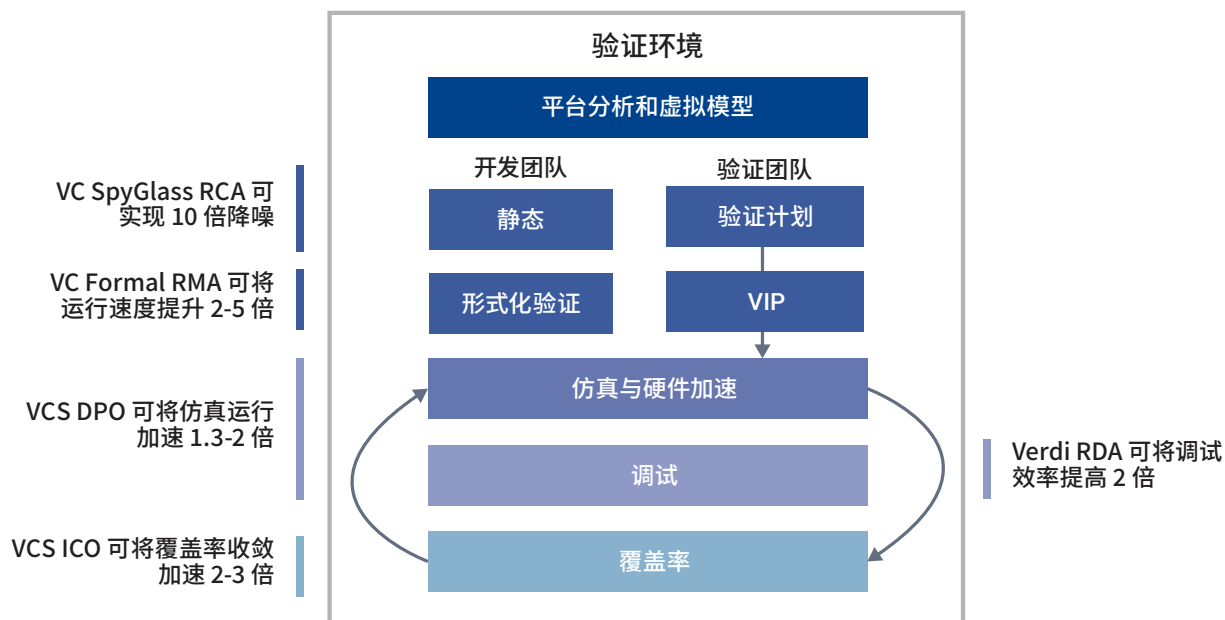 验证环境
平台分析和虚拟模型
开发团队
验证团队
VC SpyGlass RCA 可
实现 10 倍降噪
静态
验证计划
VC Formal RMA 可将
运行速度提升 2-5 倍
形式化验证
VIP
VCS DPO 可将仿真运行
加速 1.3-2 倍
仿真与硬件加速
调试
Verdi RDA 可将调试
效率提高 2 倍
VCS ICO 可将覆盖率收敛
加速 2-3 倍
覆盖率